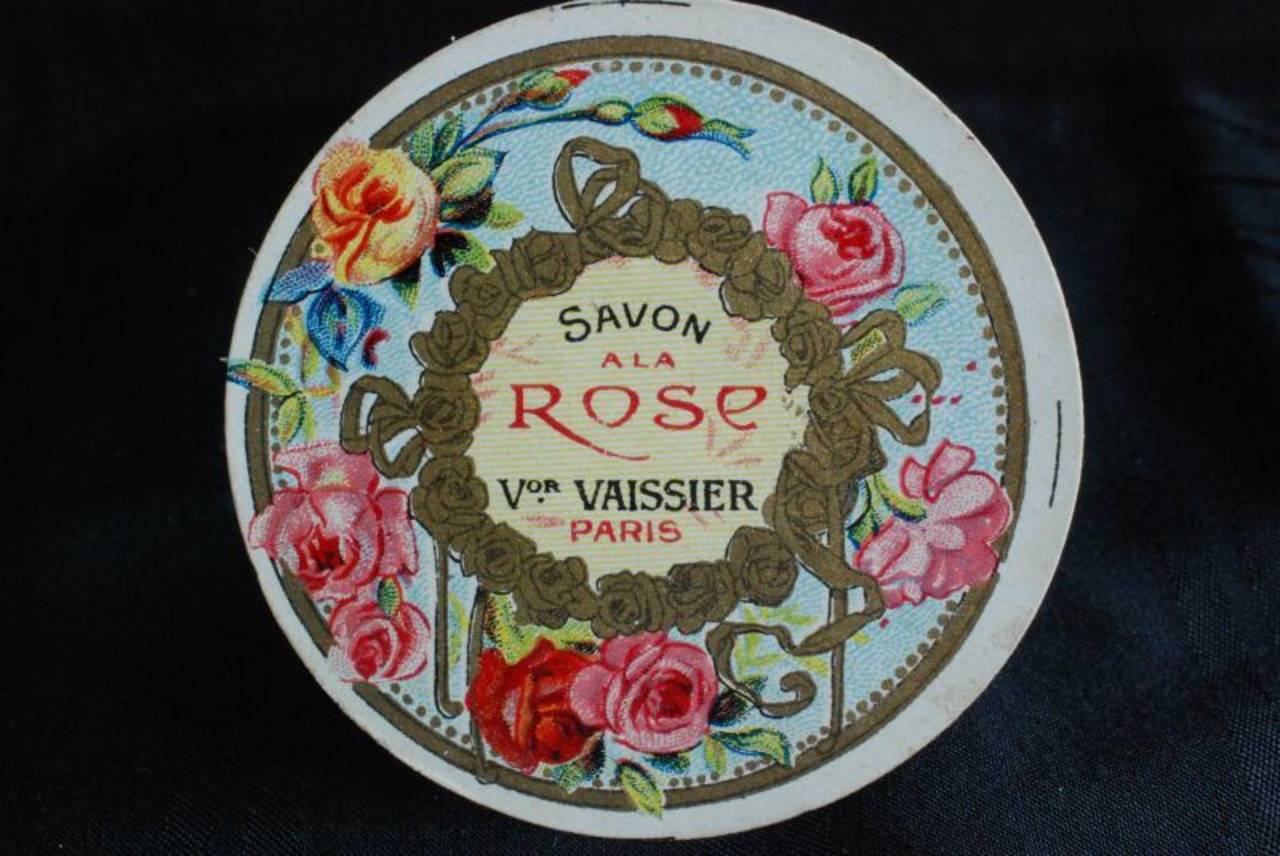 SAVON
A LA
ROSE
Vᴼᴿ VAISSIER
PARIS